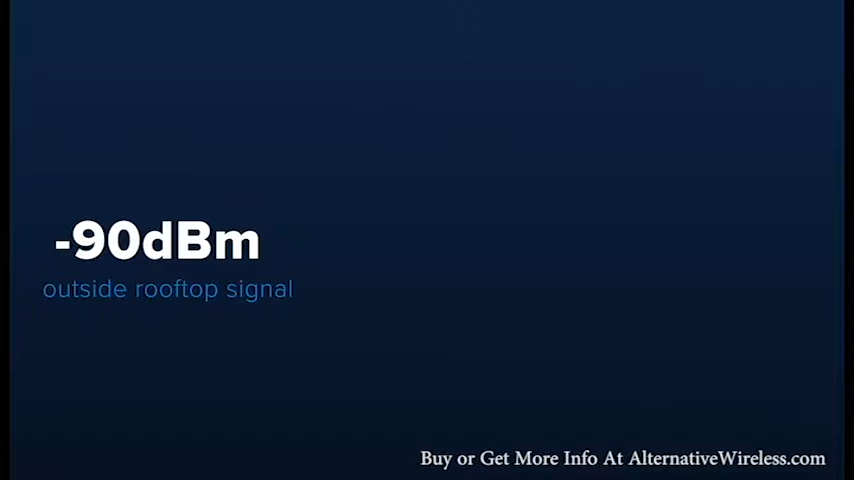 -90dBm
outside rooftop signal
Buy or Get More Info At AlternativeWireless.com